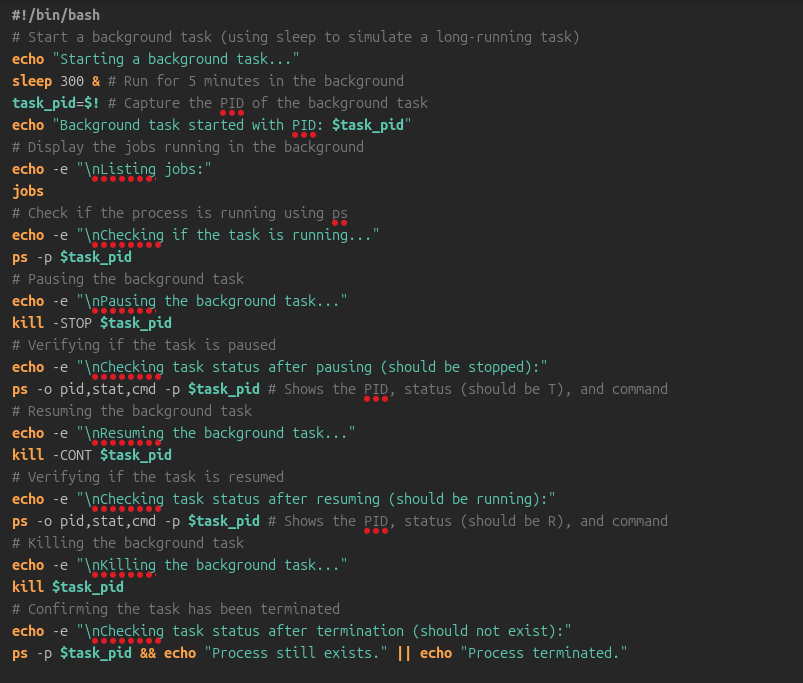 #!/bin/bash
# Start a background task (using sleep to simulate a long-running task)
echo "Starting a background task..."
sleep 300 & # Run for 5 minutes in the background
task_pid=$! # Capture the PID of the background task
echo "Background task started with PID: $task_pid"
# Display the jobs running in the background
echo -e "\nListing jobs:"
jobs
# Check if the process is running using ps
echo -e "\nChecking if the task is running..."
ps -p $task_pid
# Pausing the background task
echo -e "\nPausing the background task..."
kill -STOP $task_pid
# Verifying if the task is paused
echo -e "\nChecking task status after pausing (should be stopped):"
ps -o pid,stat,cmd -p $task_pid # Shows the PID, status (should be T), and command
# Resuming the background task
echo -e "\nResuming the background task..."
kill -CONT $task_pid
# Verifying if the task is resumed
echo -e "\nChecking task status after resuming (should be running):"
ps -o pid,stat,cmd -p $task_pid # Shows the PID, status (should be R), and command
# Killing the background task
echo -e "\nKilling the background task..."
kill $task_pid
# Confirming the task has been terminated
echo -e "\nChecking task status after termination (should not exist):"
ps -p $task_pid && echo "Process still exists." || echo "Process terminated."